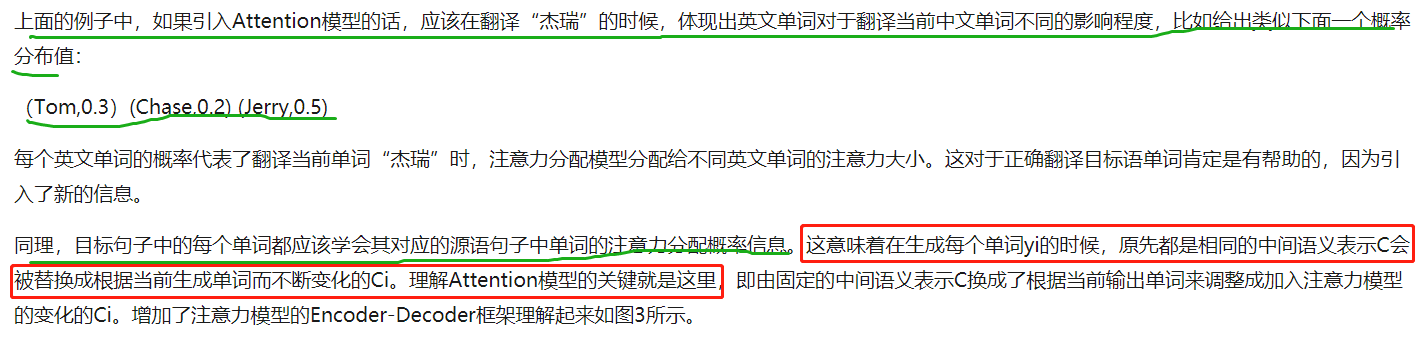 上面的例子中，如果引入Attention模型的话，应该在翻译“杰瑞”的时候，体现出英文单词对于翻译当前中文单词不同的影响程度，比如给出类似下面一个概率
分布值：
（Tom,0.3）(Chase,0.2) (Jerry,0.5)
每个英文单词的概率代表了翻译当前单词“杰瑞”时，注意力分配模型分配给不同英文单词的注意力大小。这对于正确翻译目标语单词肯定是有帮助的，因为引
入了新的信息。
同理，目标句子中的每个单词都应该学会其对应的源语句子中单词的注意力分配概率信息。这意味着在生成每个单词yi的时候，原先都是相同的中间语义表示C会
被替换成根据当前生成单词而不断变化的Ci。理解Attention模型的关键就是这里，即由固定的中间语义表示C换成了根据当前输出单词来调整成加入注意力模型
的变化的Ci。增加了注意力模型的Encoder-Decoder框架理解起来如图3所示。